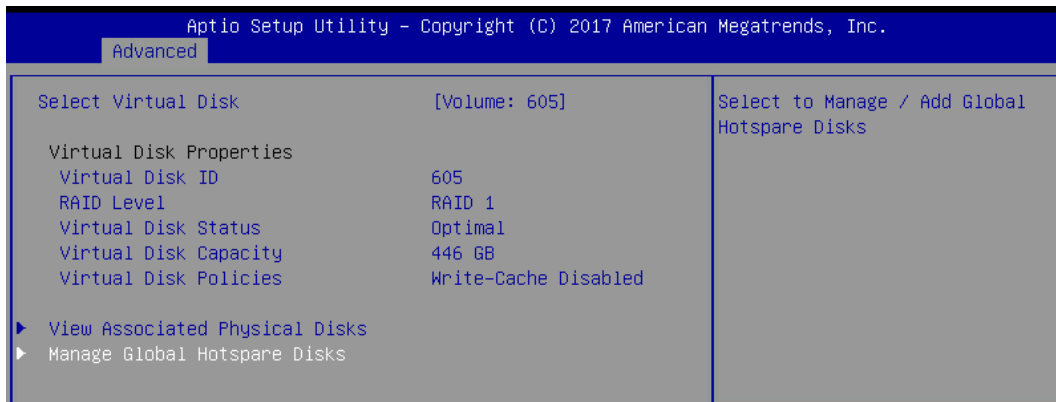 Aptio Setup Utility – Copyright (C) 2017 American Megatrends, Inc.
Advanced
Select Virtual Disk [Volume: 605]
Virtual Disk Properties
Virtual Disk ID 605
RAID Level RAID 1
Virtual Disk Status Optimal
Virtual Disk Capacity 446 GB
Virtual Disk Policies Write-Cache Disabled
View Associated Physical Disks
Manage Global Hotspare Disks
Select to Manage / Add Global
Hotspare Disks